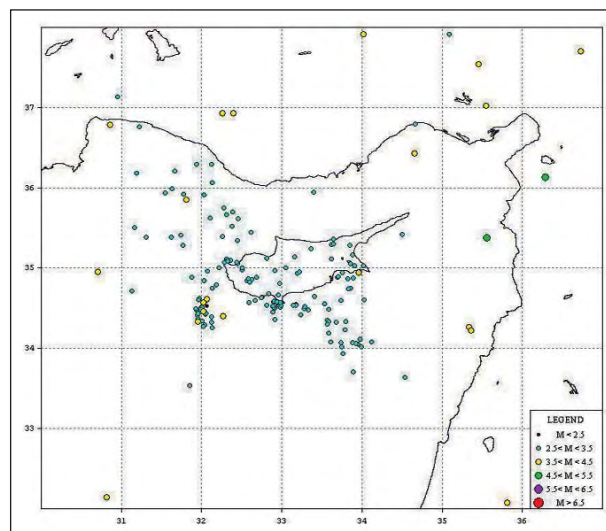 37
36
35
34
33
31 32 33 34 35 36
LEGEND
M < 2.5
2.5< M < 3.5
3.5< M < 4.5
4.5< M < 5.5
5.5< M < 6.5
M > 6.5